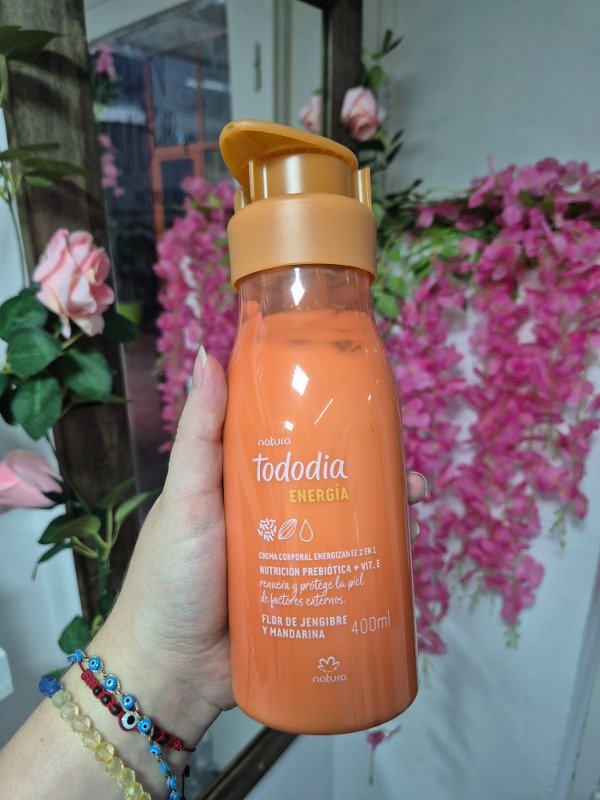 natura
tododia
ENERGÍA
CREMA CORPORAL ENERGIZANTE 2 EN 1
NUTRICIÓN PREBIÓTICA + VIT. E
renueva y protege la piel
de factores externos.
FLOR DE JENGIBRE
Y MANDARINA 400ml
natura